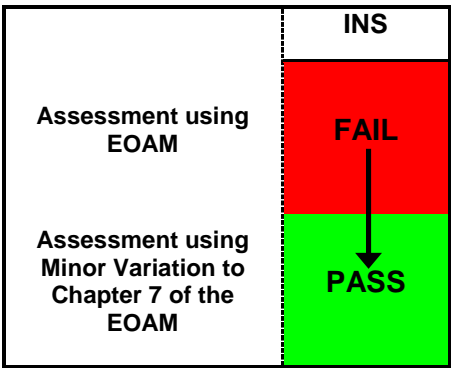 INS
Assessment using
EOAM
FAIL
Assessment using
Minor Variation to
Chapter 7 of the
EOAM
PASS